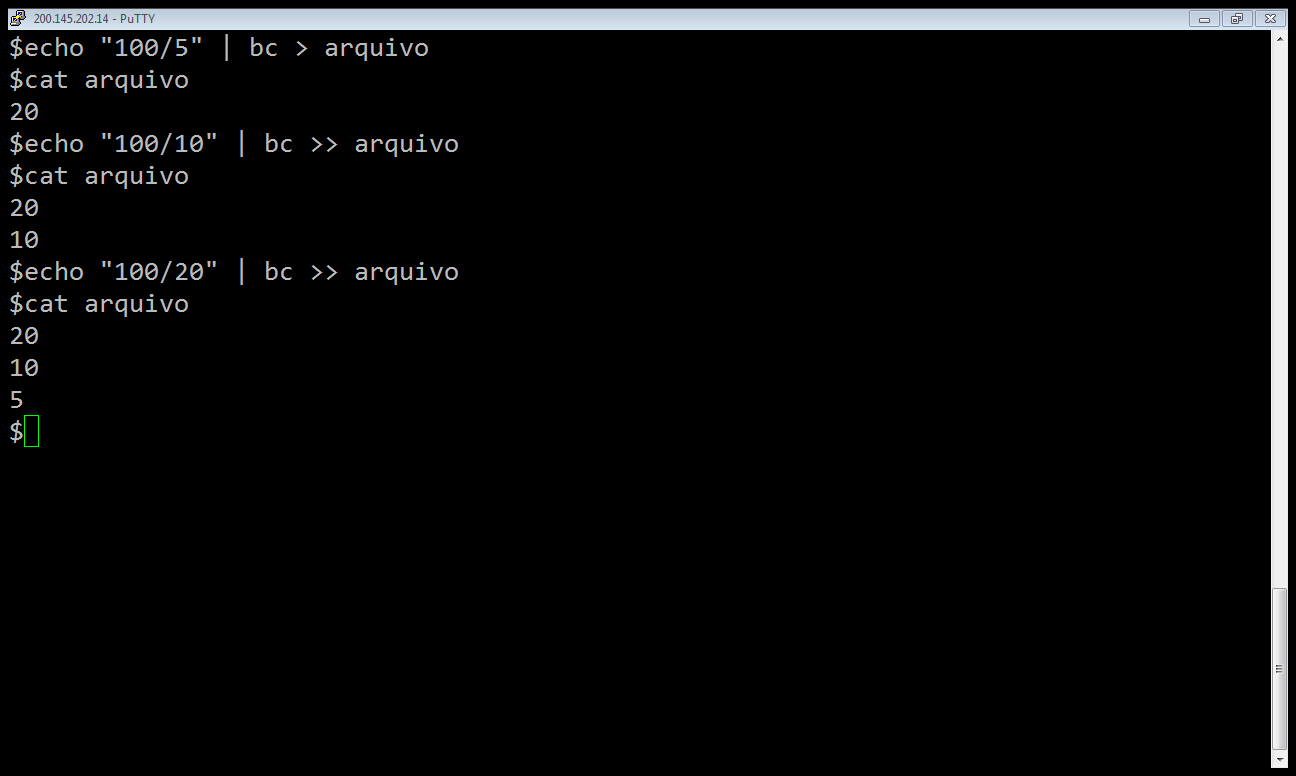 200.145.202.14 - PuTTY
$echo "100/5" | bc > arquivo
$cat arquivo
20
$echo "100/10" | bc >> arquivo
$cat arquivo
20
10
$echo "100/20" | bc >> arquivo
$cat arquivo
20
10
5
$